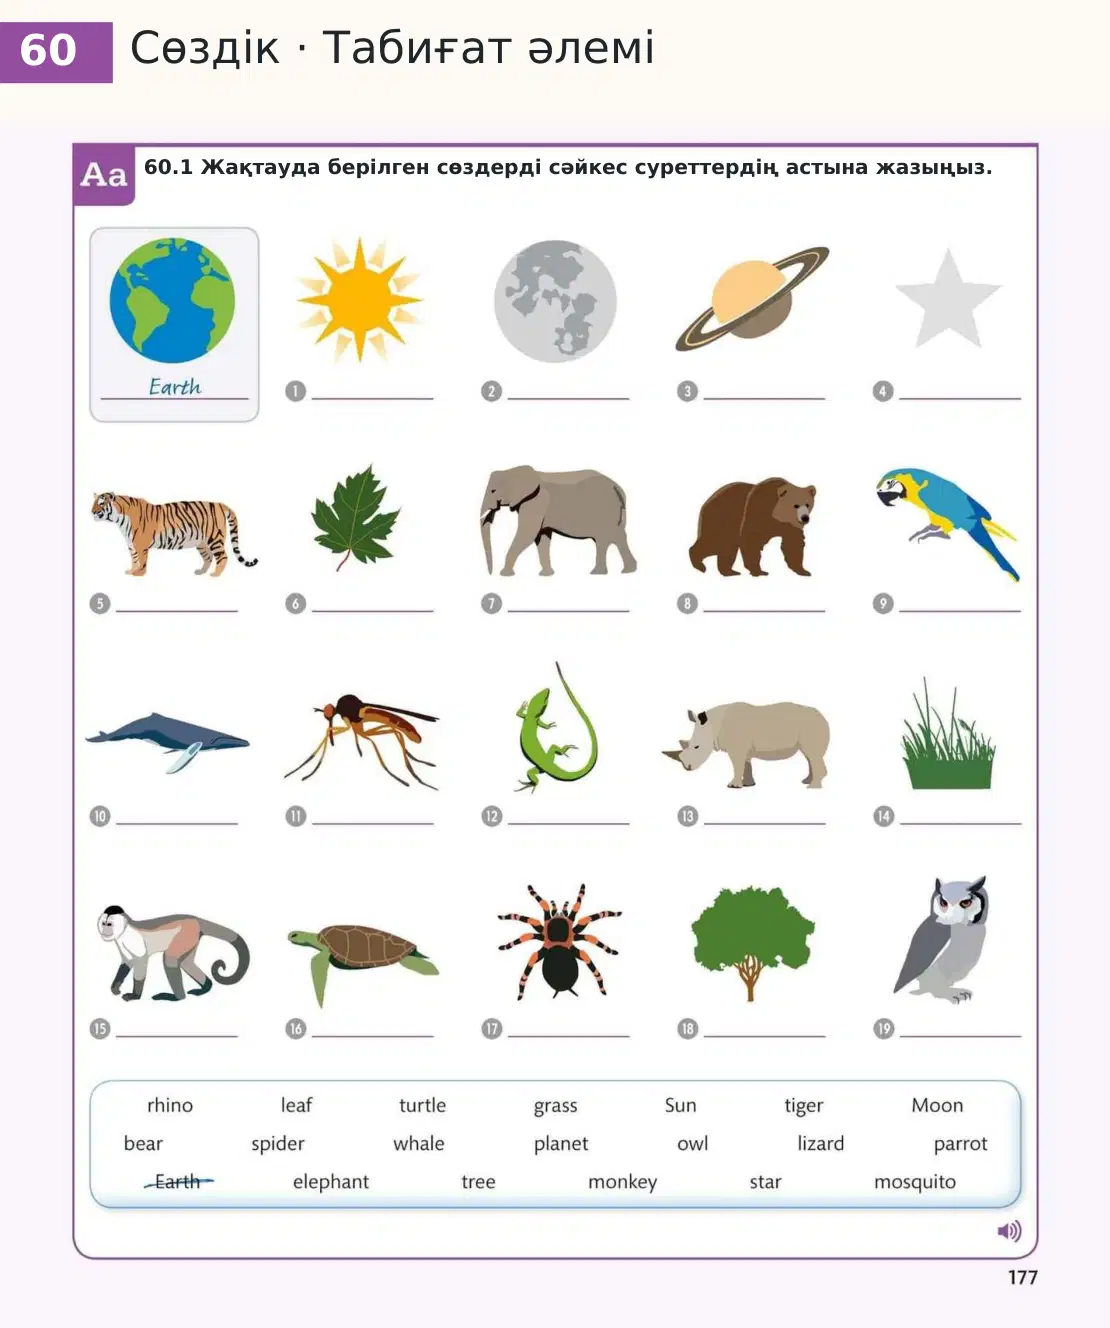 60 Сөздік · Табиғат әлемі
Aa 60.1 Жақтауда берілген сөздерді сәйкес суреттердің астына жазыңыз.
Earth 1 2 3 4
5 6 7 8 9
10 11 12 13 14
15 16 17 18 19
rhino leaf turtle grass Sun tiger Moon
bear spider whale planet owl lizard parrot
Earth elephant tree monkey star mosquito
177